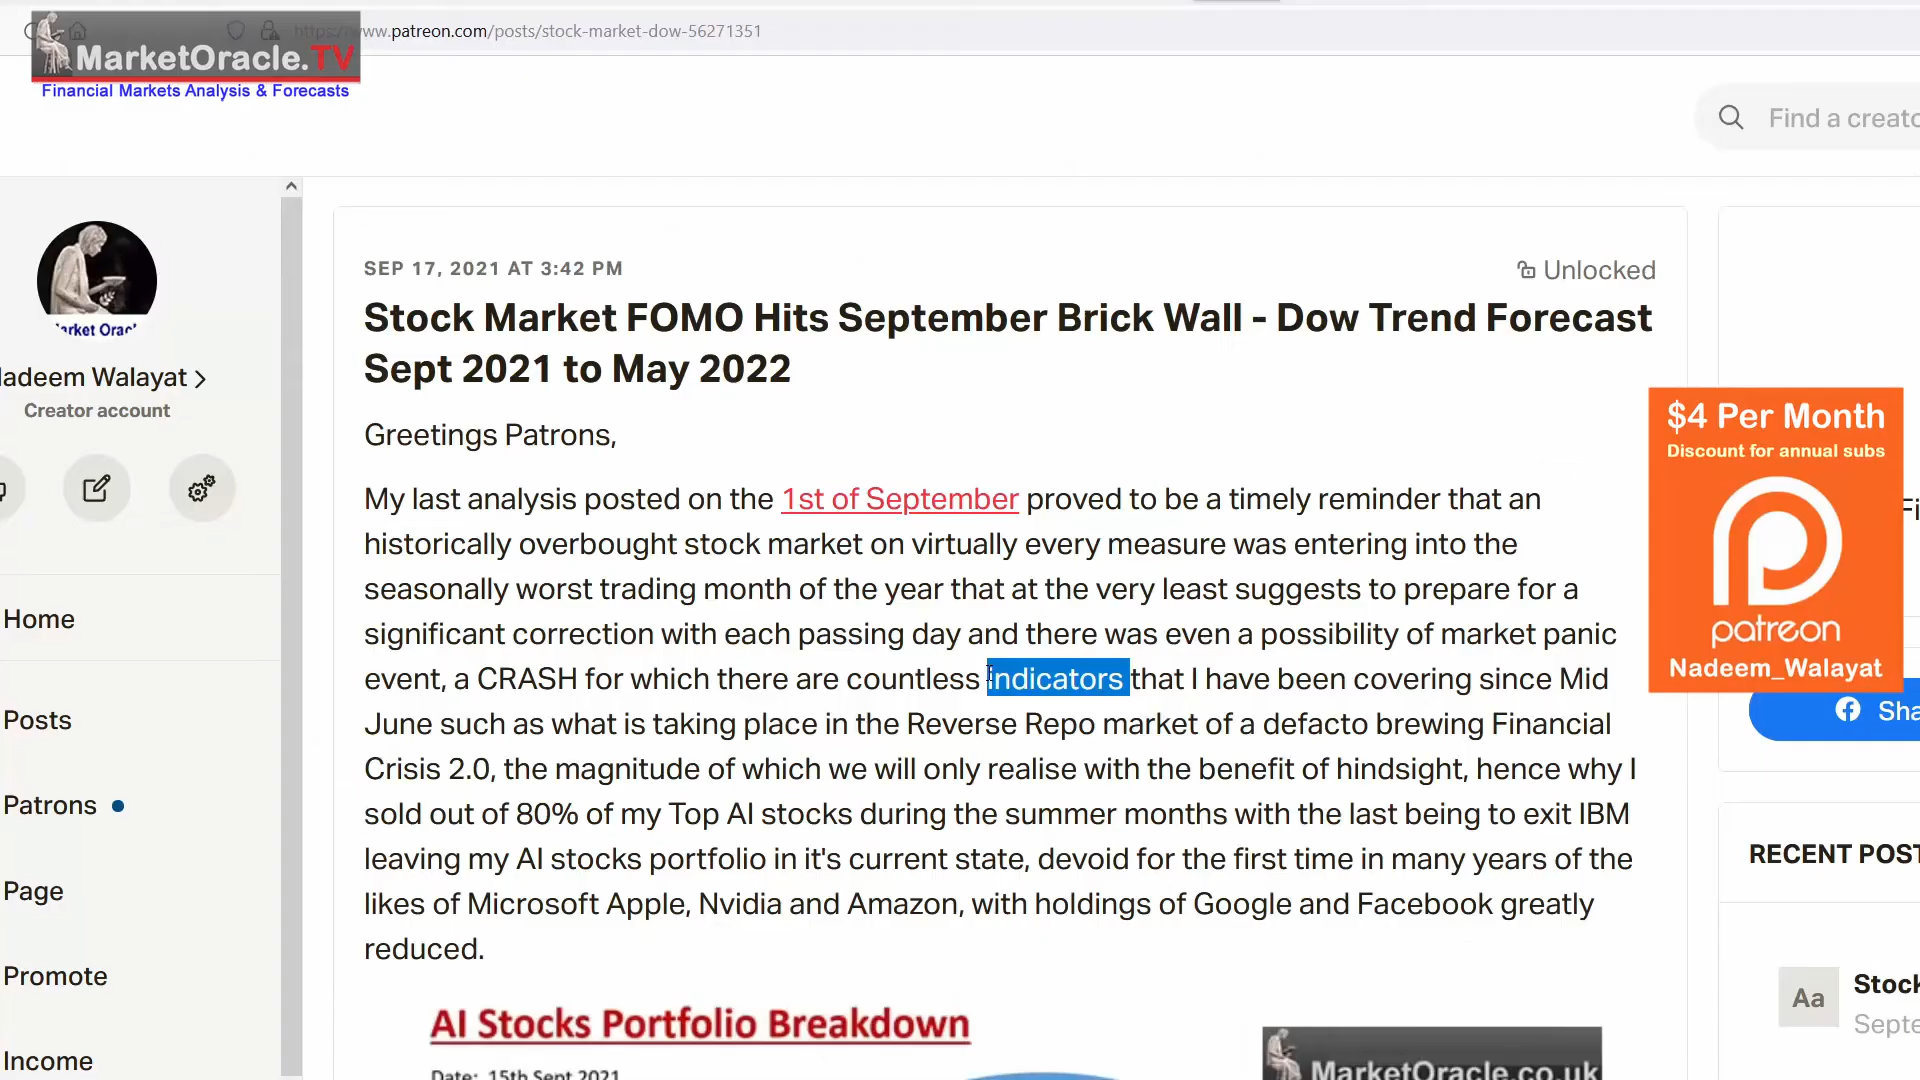 https://www.patreon.com/posts/stock-market-dow-56271351
MarketOracle.TV
Financial Markets Analysis & Forecasts
Find a creato
Nadeem Walayat
Creator account
Home
Posts
Patrons
Page
Promote
Income
SEP 17, 2021 AT 3:42 PM
Unlocked
Stock Market FOMO Hits September Brick Wall - Dow Trend Forecast
Sept 2021 to May 2022
Greetings Patrons,
My last analysis posted on the 1st of September proved to be a timely reminder that an
historically overbought stock market on virtually every measure was entering into the
seasonally worst trading month of the year that at the very least suggests to prepare for a
significant correction with each passing day and there was even a possibility of market panic
event, a CRASH for which there are countless indicators that I have been covering since Mid
June such as what is taking place in the Reverse Repo market of a defacto brewing Financial
Crisis 2.0, the magnitude of which we will only realise with the benefit of hindsight, hence why I
sold out of 80% of my Top AI stocks during the summer months with the last being to exit IBM
leaving my AI stocks portfolio in it's current state, devoid for the first time in many years of the
likes of Microsoft Apple, Nvidia and Amazon, with holdings of Google and Facebook greatly
reduced.
AI Stocks Portfolio Breakdown
Date: 15th Sept 2021
MarketOracle.co.uk
$4 Per Month
Discount for annual subs
patreon
Nadeem_Walayat
Sha
RECENT POST
Aa
Stock
Septe